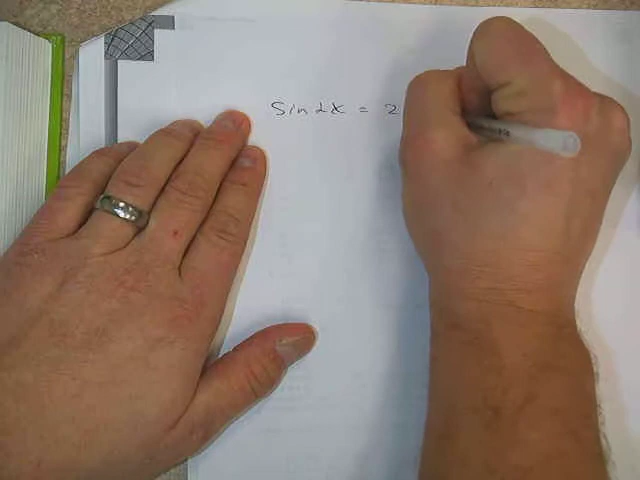 Sin 2x = 2